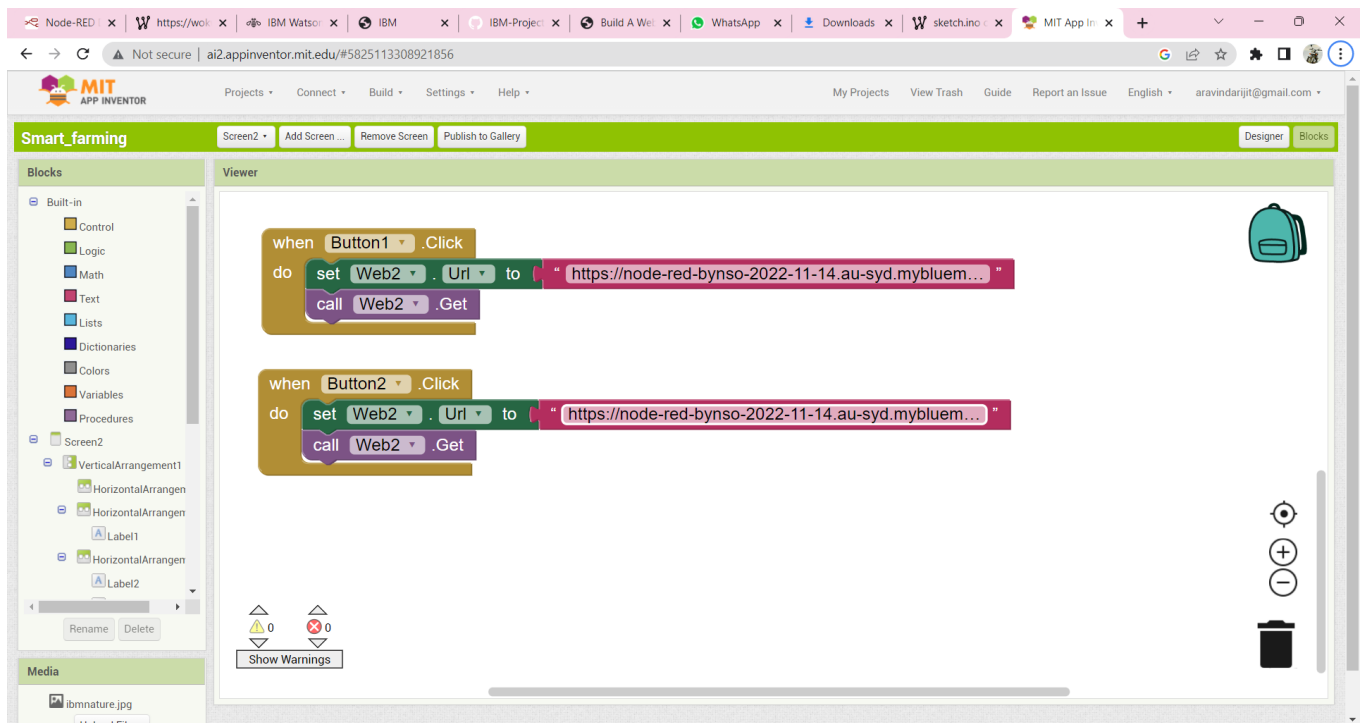 Node-RED
https://wok
IBM Watson
IBM
IBM-Project
Build A Wel
WhatsApp
Downloads
sketch.ino
MIT App In
Not secure | ai2.appinventor.mit.edu/#5825113308921856
MIT
APP INVENTOR
Projects
Connect
Build
Settings
Help
My Projects
View Trash
Guide
Report an Issue
English
aravindarijit@gmail.com
Smart_farming
Screen2
Add Screen ...
Remove Screen
Publish to Gallery
Designer
Blocks
Blocks
Viewer
Built-in
Control
Logic
Math
Text
Lists
Dictionaries
Colors
Variables
Procedures
Screen2
VerticalArrangement1
HorizontalArrangen
HorizontalArrangem
Label1
HorizontalArrangem
Label2
Rename
Delete
Media
ibmnature.jpg
when Button1 .Click
do set Web2 . Url to “ https://node-red-bynso-2022-11-14.au-syd.mybluem… ”
call Web2 .Get
when Button2 .Click
do set Web2 . Url to “ https://node-red-bynso-2022-11-14.au-syd.mybluem… ”
call Web2 .Get
0
0
Show Warnings